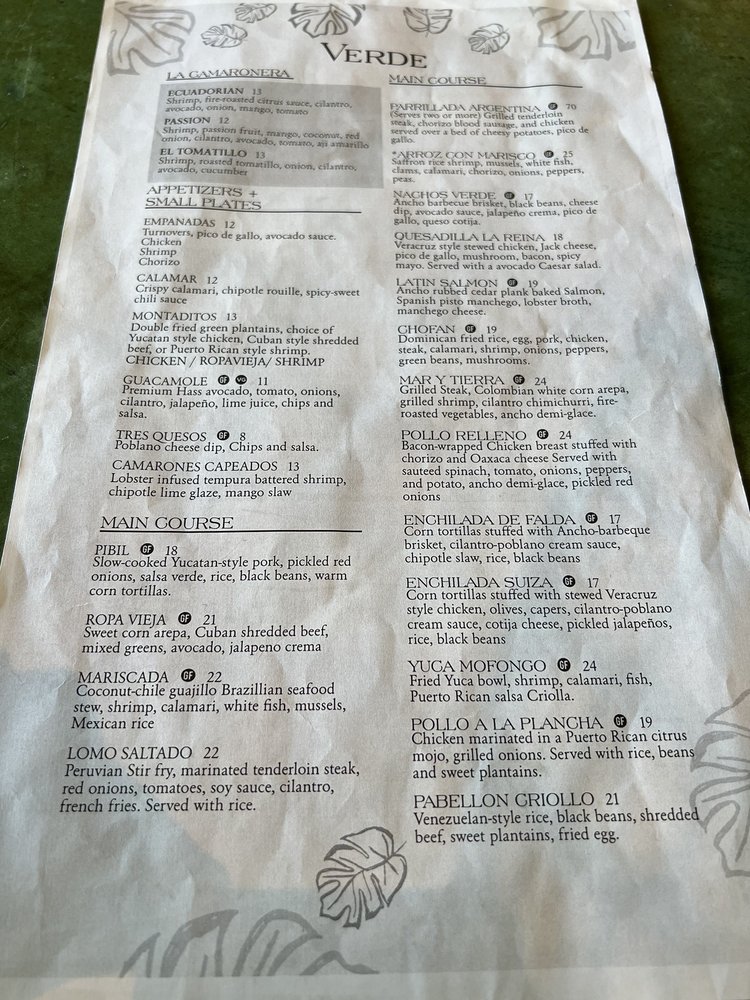 VERDE
LA CAMARONERA
ECUADORIAN 13
Shrimp, fire-roasted citrus sauce, cilantro,
avocado, onion, mango, tomato
PASSION 12
Shrimp, passion fruit, mango, coconut, red
onion, cilantro, avocado, tomato, aji amarillo
EL TOMATILLO 13
Shrimp, roasted tomatillo, onion, cilantro,
avocado, cucumber
APPETIZERS +
SMALL PLATES
EMPANADAS 12
Turnovers, pico de gallo, avocado sauce.
Chicken
Shrimp
Chorizo
CALAMAR 12
Crispy calamari, chipotle rouille, spicy-sweet
chili sauce
MONTADITOS 13
Double fried green plantains, choice of
Yucatan style chicken, Cuban style shredded
beef, or Puerto Rican style shrimp.
CHICKEN / ROPAVIEJA/ SHRIMP
GUACAMOLE GF VG 11
Premium Hass avocado, tomato, onions,
cilantro, jalapeño, lime juice, chips and
salsa.
TRES QUESOS GF 8
Poblano cheese dip, Chips and salsa.
CAMARONES CAPEADOS 13
Lobster infused tempura battered shrimp,
chipotle lime glaze, mango slaw
MAIN COURSE
PIBIL GF 18
Slow-cooked Yucatan-style pork, pickled red
onions, salsa verde, rice, black beans, warm
corn tortillas.
ROPA VIEJA GF 21
Sweet corn arepa, Cuban shredded beef,
mixed greens, avocado, jalapeno crema
MARISCADA GF 22
Coconut-chile guajillo Brazillian seafood
stew, shrimp, calamari, white fish, mussels,
Mexican rice
LOMO SALTADO 22
Peruvian Stir fry, marinated tenderloin steak,
red onions, tomatoes, soy sauce, cilantro,
french fries. Served with rice.
MAIN COURSE
PARRILLADA ARGENTINA GF 70
(Serves two or more) Grilled tenderloin
steak, chorizo blood sausage, and chicken
served over a bed of cheesy potatoes, pico de
gallo.
*ARROZ CON MARISCO GF 25
Saffron rice shrimp, mussels, white fish,
clams, calamari, chorizo, onions, peppers,
peas.
NACHOS VERDE GF 17
Ancho barbecue brisket, black beans, cheese
dip, avocado sauce, jalapeño crema, pico de
gallo, queso cotija.
QUESADILLA LA REINA 18
Veracruz style stewed chicken, Jack cheese,
pico de gallo, mushroom, bacon, spicy
mayo. Served with a avocado Caesar salad.
LATIN SALMON GF 19
Ancho rubbed cedar plank baked Salmon,
Spanish pisto manchego, lobster broth,
manchego cheese.
CHOFAN GF 19
Dominican fried rice, egg, pork, chicken,
steak, calamari, shrimp, onions, peppers,
green beans, mushrooms.
MAR Y TIERRA GF 24
Grilled Steak, Colombian white corn arepa,
grilled shrimp, cilantro chimichurri, fire-
roasted vegetables, ancho demi-glace.
POLLO RELLENO GF 24
Bacon-wrapped Chicken breast stuffed with
chorizo and Oaxaca cheese Served with
sauteed spinach, tomato, onions, peppers,
and potato, ancho demi-glace, pickled red
onions
ENCHILADA DE FALDA GF 17
Corn tortillas stuffed with Ancho-barbeque
brisket, cilantro-poblano cream sauce,
chipotle slaw, rice, black beans
ENCHILADA SUIZA GF 17
Corn tortillas stuffed with stewed Veracruz
style chicken, olives, capers, cilantro-poblano
cream sauce, cotija cheese, pickled jalapeños,
rice, black beans
YUCA MOFONGO GF 24
Fried Yuca bowl, shrimp, calamari, fish,
Puerto Rican salsa Criolla.
POLLO A LA PLANCHA GF 19
Chicken marinated in a Puerto Rican citrus
mojo, grilled onions. Served with rice, beans
and sweet plantains.
PABELLON CRIOLLO 21
Venezuelan-style rice, black beans, shredded
beef, sweet plantains, fried egg.